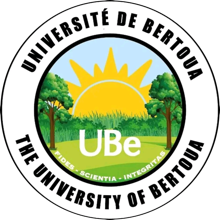 UNIVERSITÉ DE BERTOUA
UBe
FIDES - SCIENTIA - INTEGRITAS
THE UNIVERSITY OF BERTOUA